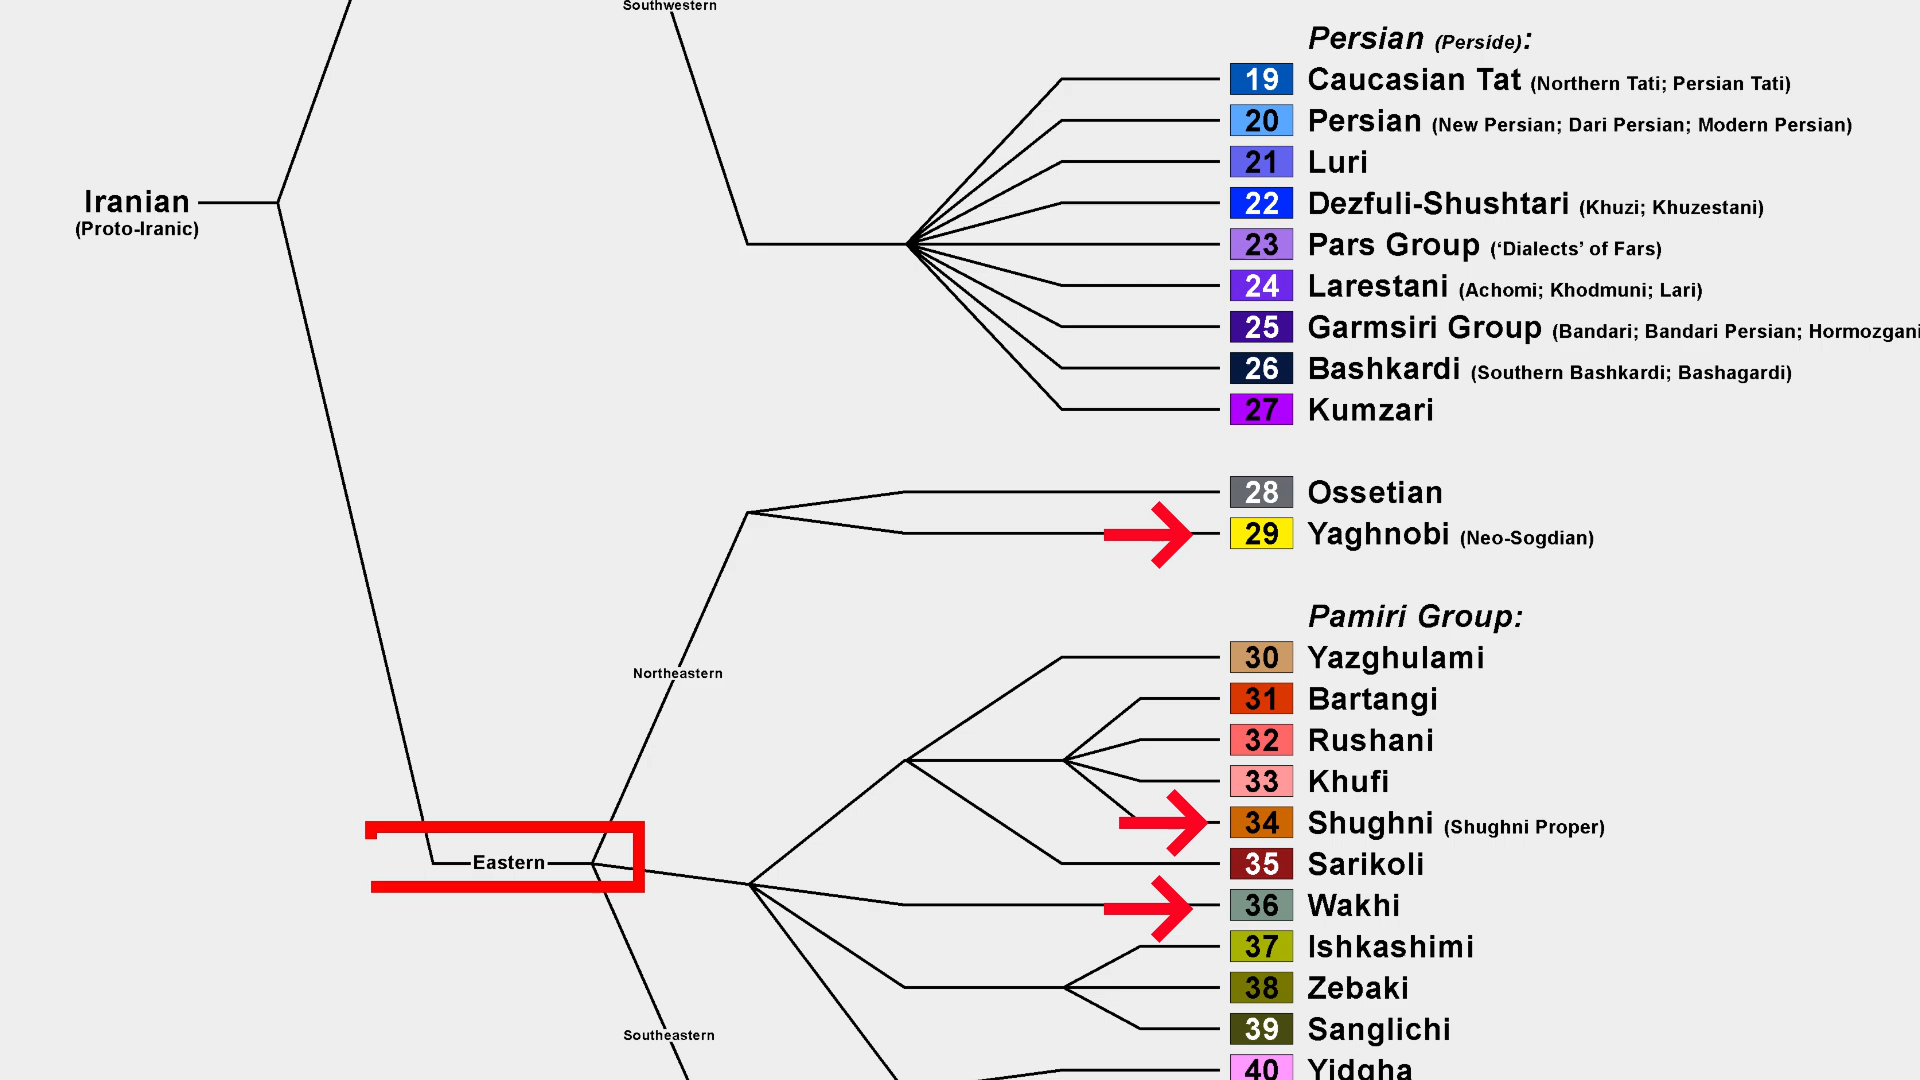 Southwestern
Persian (Perside):
19 Caucasian Tat (Northern Tati; Persian Tati)
20 Persian (New Persian; Dari Persian; Modern Persian)
21 Luri
Iranian
(Proto-Iranic)
22 Dezfuli-Shushtari (Khuzi; Khuzestani)
23 Pars Group (‘Dialects’ of Fars)
24 Larestani (Achomi; Khodmuni; Lari)
25 Garmsiri Group (Bandari; Bandari Persian; Hormozgani
26 Bashkardi (Southern Bashkardi; Bashagardi)
27 Kumzari
28 Ossetian
29 Yaghnobi (Neo-Sogdian)
Pamiri Group:
30 Yazghulami
Northeastern
31 Bartangi
32 Rushani
33 Khufi
34 Shughni (Shughni Proper)
Eastern
35 Sarikoli
36 Wakhi
37 Ishkashimi
38 Zebaki
39 Sanglichi
Southeastern
40 Yidgha